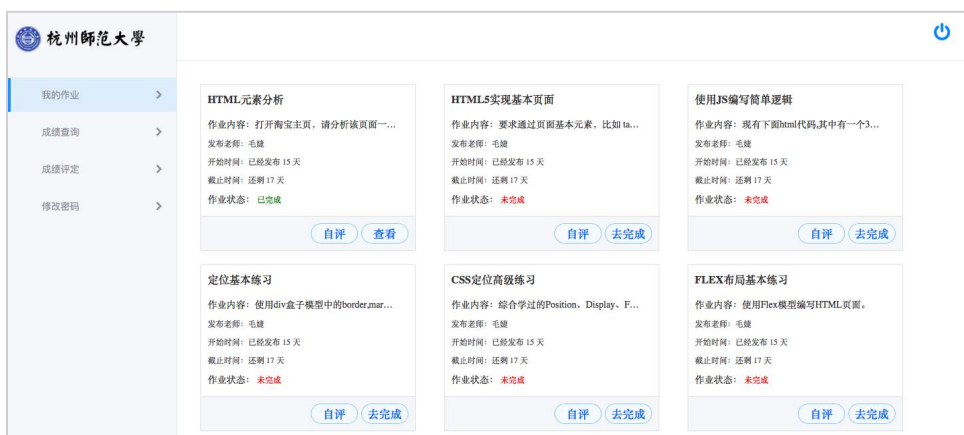 杭州师范大學
我的作业
成绩查询
成绩评定
修改密码
HTML元素分析
作业内容：打开淘宝主页，请分析该页面一…
发布老师：毛婕
开始时间：已经发布 15 天
截止时间：还剩 17 天
作业状态：已完成
自评 查看
HTML5实现基本页面
作业内容：要求通过页面基本元素，比如 ta…
发布老师：毛婕
开始时间：已经发布 15 天
截止时间：还剩 17 天
作业状态：未完成
自评 去完成
使用JS编写简单逻辑
作业内容：现有下面html代码,其中有一个3…
发布老师：毛婕
开始时间：已经发布 15 天
截止时间：还剩 17 天
作业状态：未完成
自评 去完成
定位基本练习
作业内容：使用div盒子模型中的border,mar…
发布老师：毛婕
开始时间：已经发布 15 天
截止时间：还剩 17 天
作业状态：未完成
自评 去完成
CSS定位高级练习
作业内容：综合学过的Position、Display、F…
发布老师：毛婕
开始时间：已经发布 15 天
截止时间：还剩 17 天
作业状态：未完成
自评 去完成
FLEX布局基本练习
作业内容：使用Flex模型编写HTML页面。
发布老师：毛婕
开始时间：已经发布 15 天
截止时间：还剩 17 天
作业状态：未完成
自评 去完成